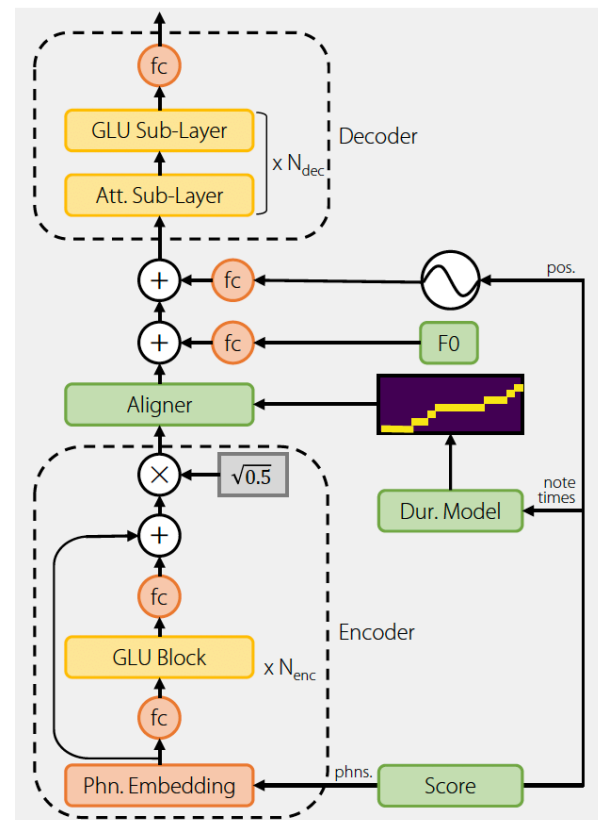 fc
GLU Sub-Layer
Att. Sub-Layer
x N_dec
Decoder
+
fc
pos.
+
fc
F0
Aligner
×
√0.5
note
times
Dur. Model
+
fc
Encoder
GLU Block
x N_enc
fc
Phn. Embedding
phns.
Score